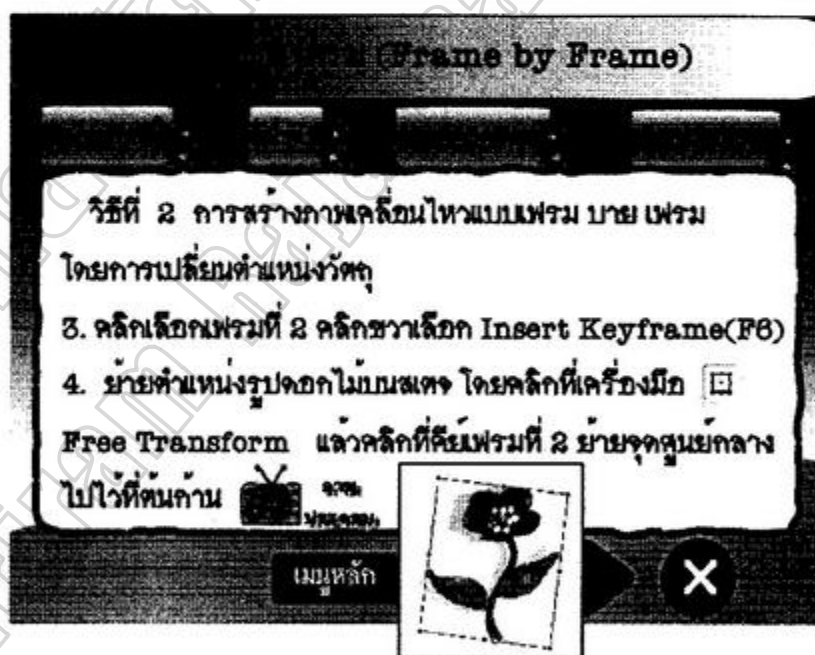 (Frame by Frame)
วิธีที่ 2 การสร้างภาพเคลื่อนไหวแบบเฟรม บาย เฟรม
โดยการเปลี่ยนตำแหน่งวัตถุ
3. คลิกเลือกเฟรมที่ 2 คลิกขวาเลือก Insert Keyframe(F6)
4. ย้ายตำแหน่งรูปดอกไม้บนสเตจ โดยคลิกที่เครื่องมือ
Free Transform แล้วคลิกที่คีย์เฟรมที่ 2 ย้ายจุดศูนย์กลาง
ไปไว้ที่ต้นก้าน
เมนูหลัก